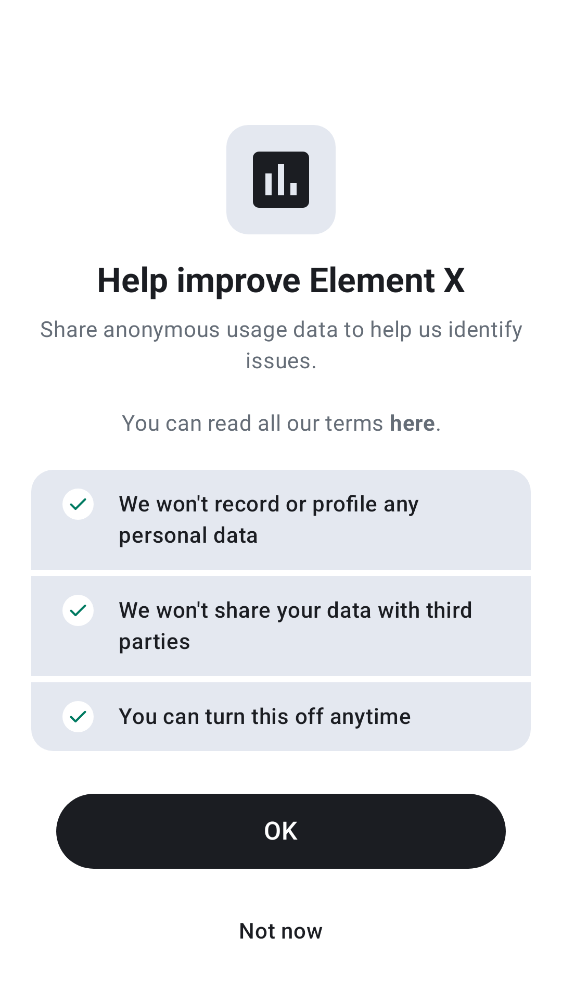 Help improve Element X
Share anonymous usage data to help us identify
issues.
You can read all our terms here.
We won't record or profile any
personal data
We won't share your data with third
parties
You can turn this off anytime
OK
Not now